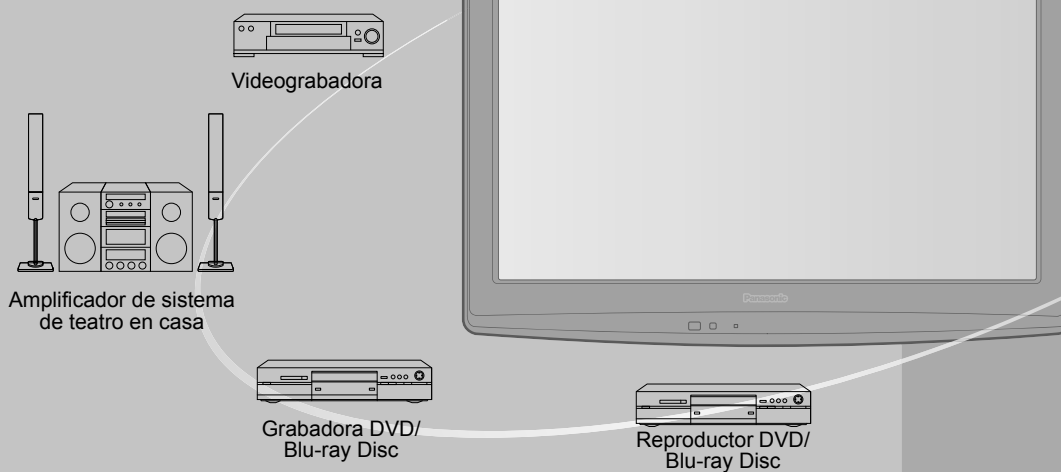 Videograbadora
Panasonic
Amplificador de sistema
de teatro en casa
Grabadora DVD/
Blu-ray Disc
Reproductor DVD/
Blu-ray Disc